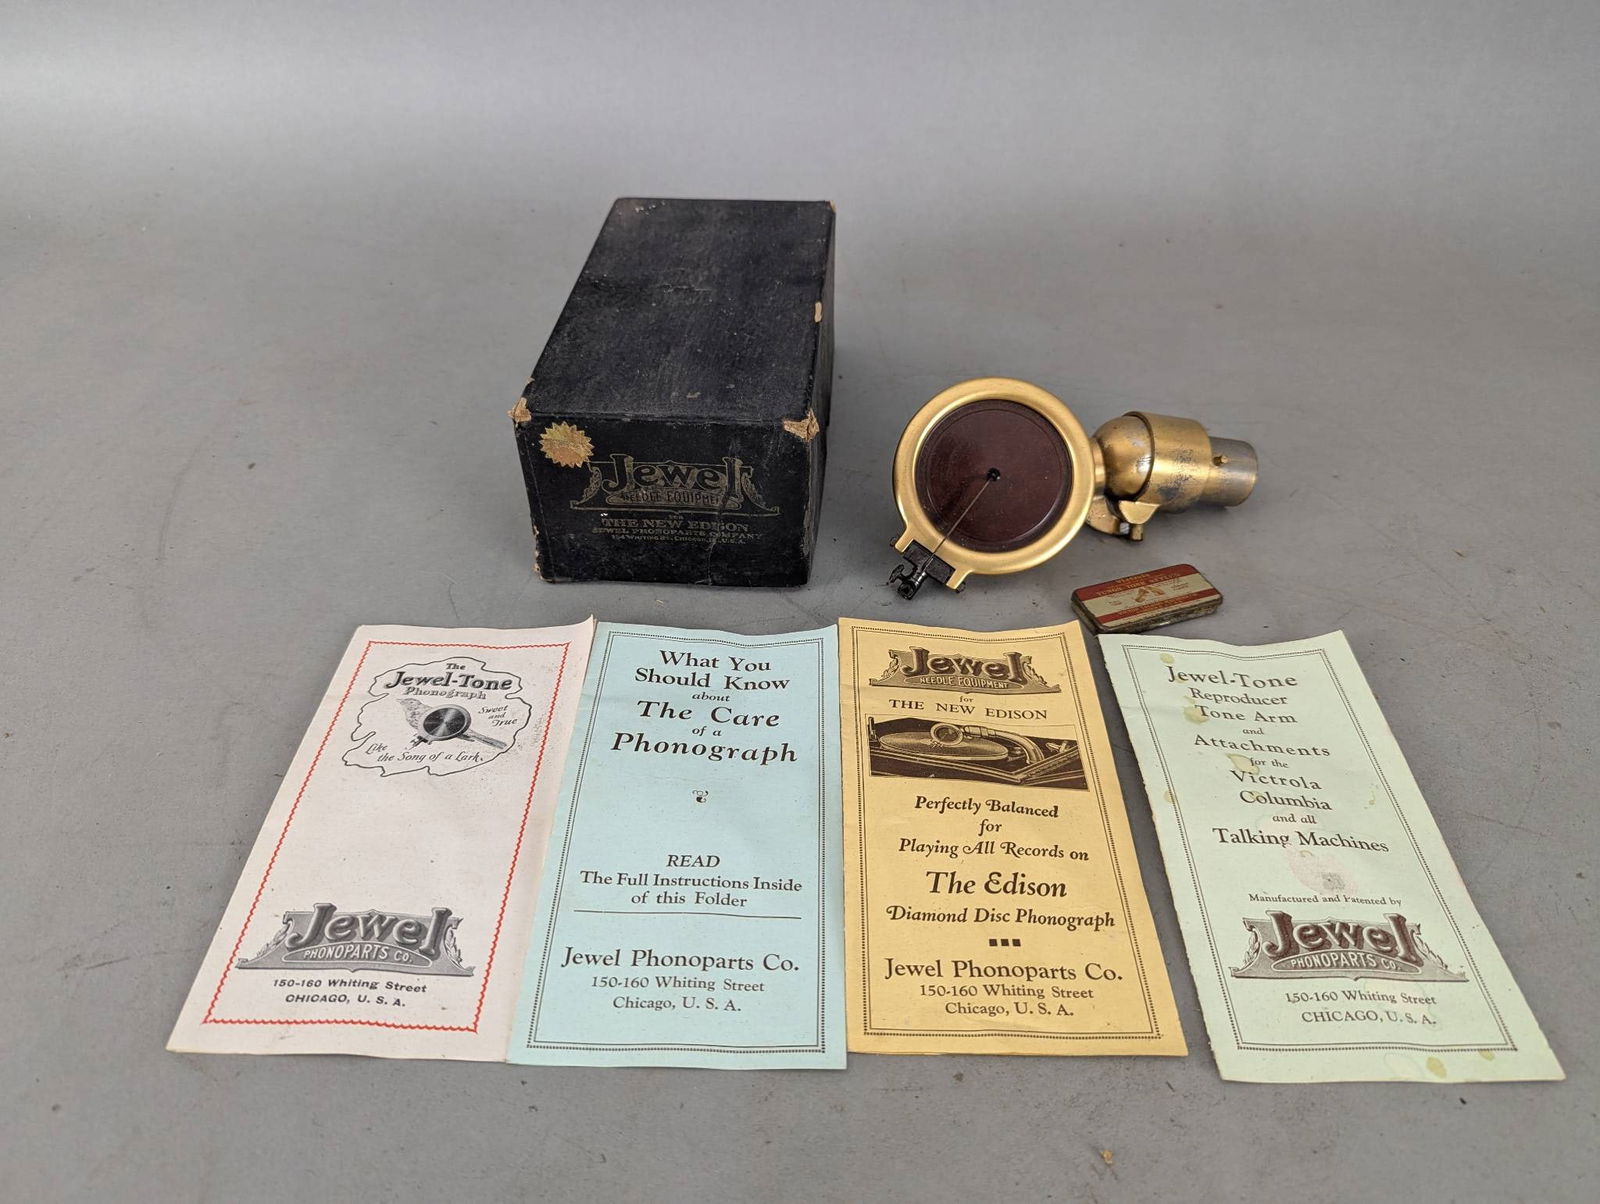 Jewel
NEEDLE EQUIPMENT
FOR
THE NEW EDISON
JEWEL PHONOPARTS COMPANY
154 WHITING ST. CHICAGO, U.S.A.
The
Jewel-Tone
Phonograph
Sweet
and
True
Like
the Song of a Lark.
Jewel
PHONOPARTS CO.
150-160 Whiting Street
CHICAGO, U. S. A.
What You
Should Know
about
The Care
of a
Phonograph
READ
The Full Instructions Inside
of this Folder
Jewel Phonoparts Co.
150-160 Whiting Street
Chicago, U. S. A.
Jewel
NEEDLE EQUIPMENT
for
THE NEW EDISON
Perfectly Balanced
for
Playing All Records on
The Edison
Diamond Disc Phonograph
Jewel Phonoparts Co.
150-160 Whiting Street
Chicago, U. S. A.
Jewel-Tone
Reproducer
Tone Arm
and
Attachments
for the
Victrola
Columbia
and all
Talking Machines
Manufactured and Patented by
Jewel
PHONOPARTS CO.
150-160 Whiting Street
CHICAGO, U. S. A.